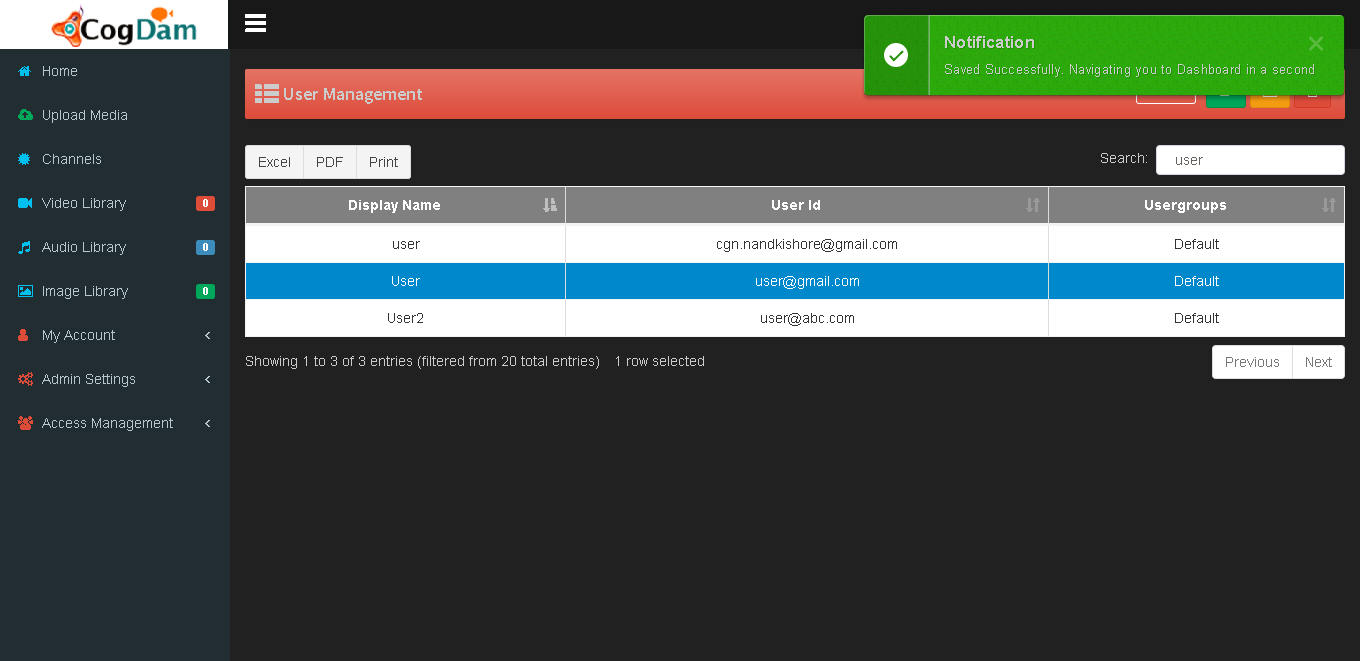 CogDam
Home
Upload Media
Channels
Video Library 0
Audio Library 0
Image Library 0
My Account
Admin Settings
Access Management
Notification
Saved Successfully. Navigating you to Dashboard in a second
User Management
Excel PDF Print
Search: user
Display Name User Id Usergroups
user cgn.nandkishore@gmail.com Default
User user@gmail.com Default
User2 user@abc.com Default
Showing 1 to 3 of 3 entries (filtered from 20 total entries) 1 row selected
Previous Next